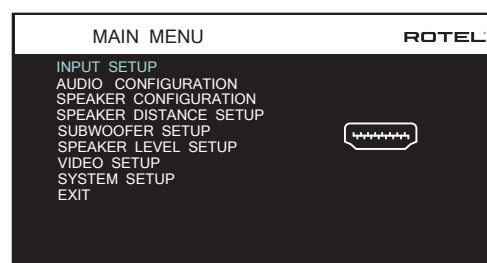 MAIN MENU
ROTEL
INPUT SETUP
AUDIO CONFIGURATION
SPEAKER CONFIGURATION
SPEAKER DISTANCE SETUP
SUBWOOFER SETUP
SPEAKER LEVEL SETUP
VIDEO SETUP
SYSTEM SETUP
EXIT